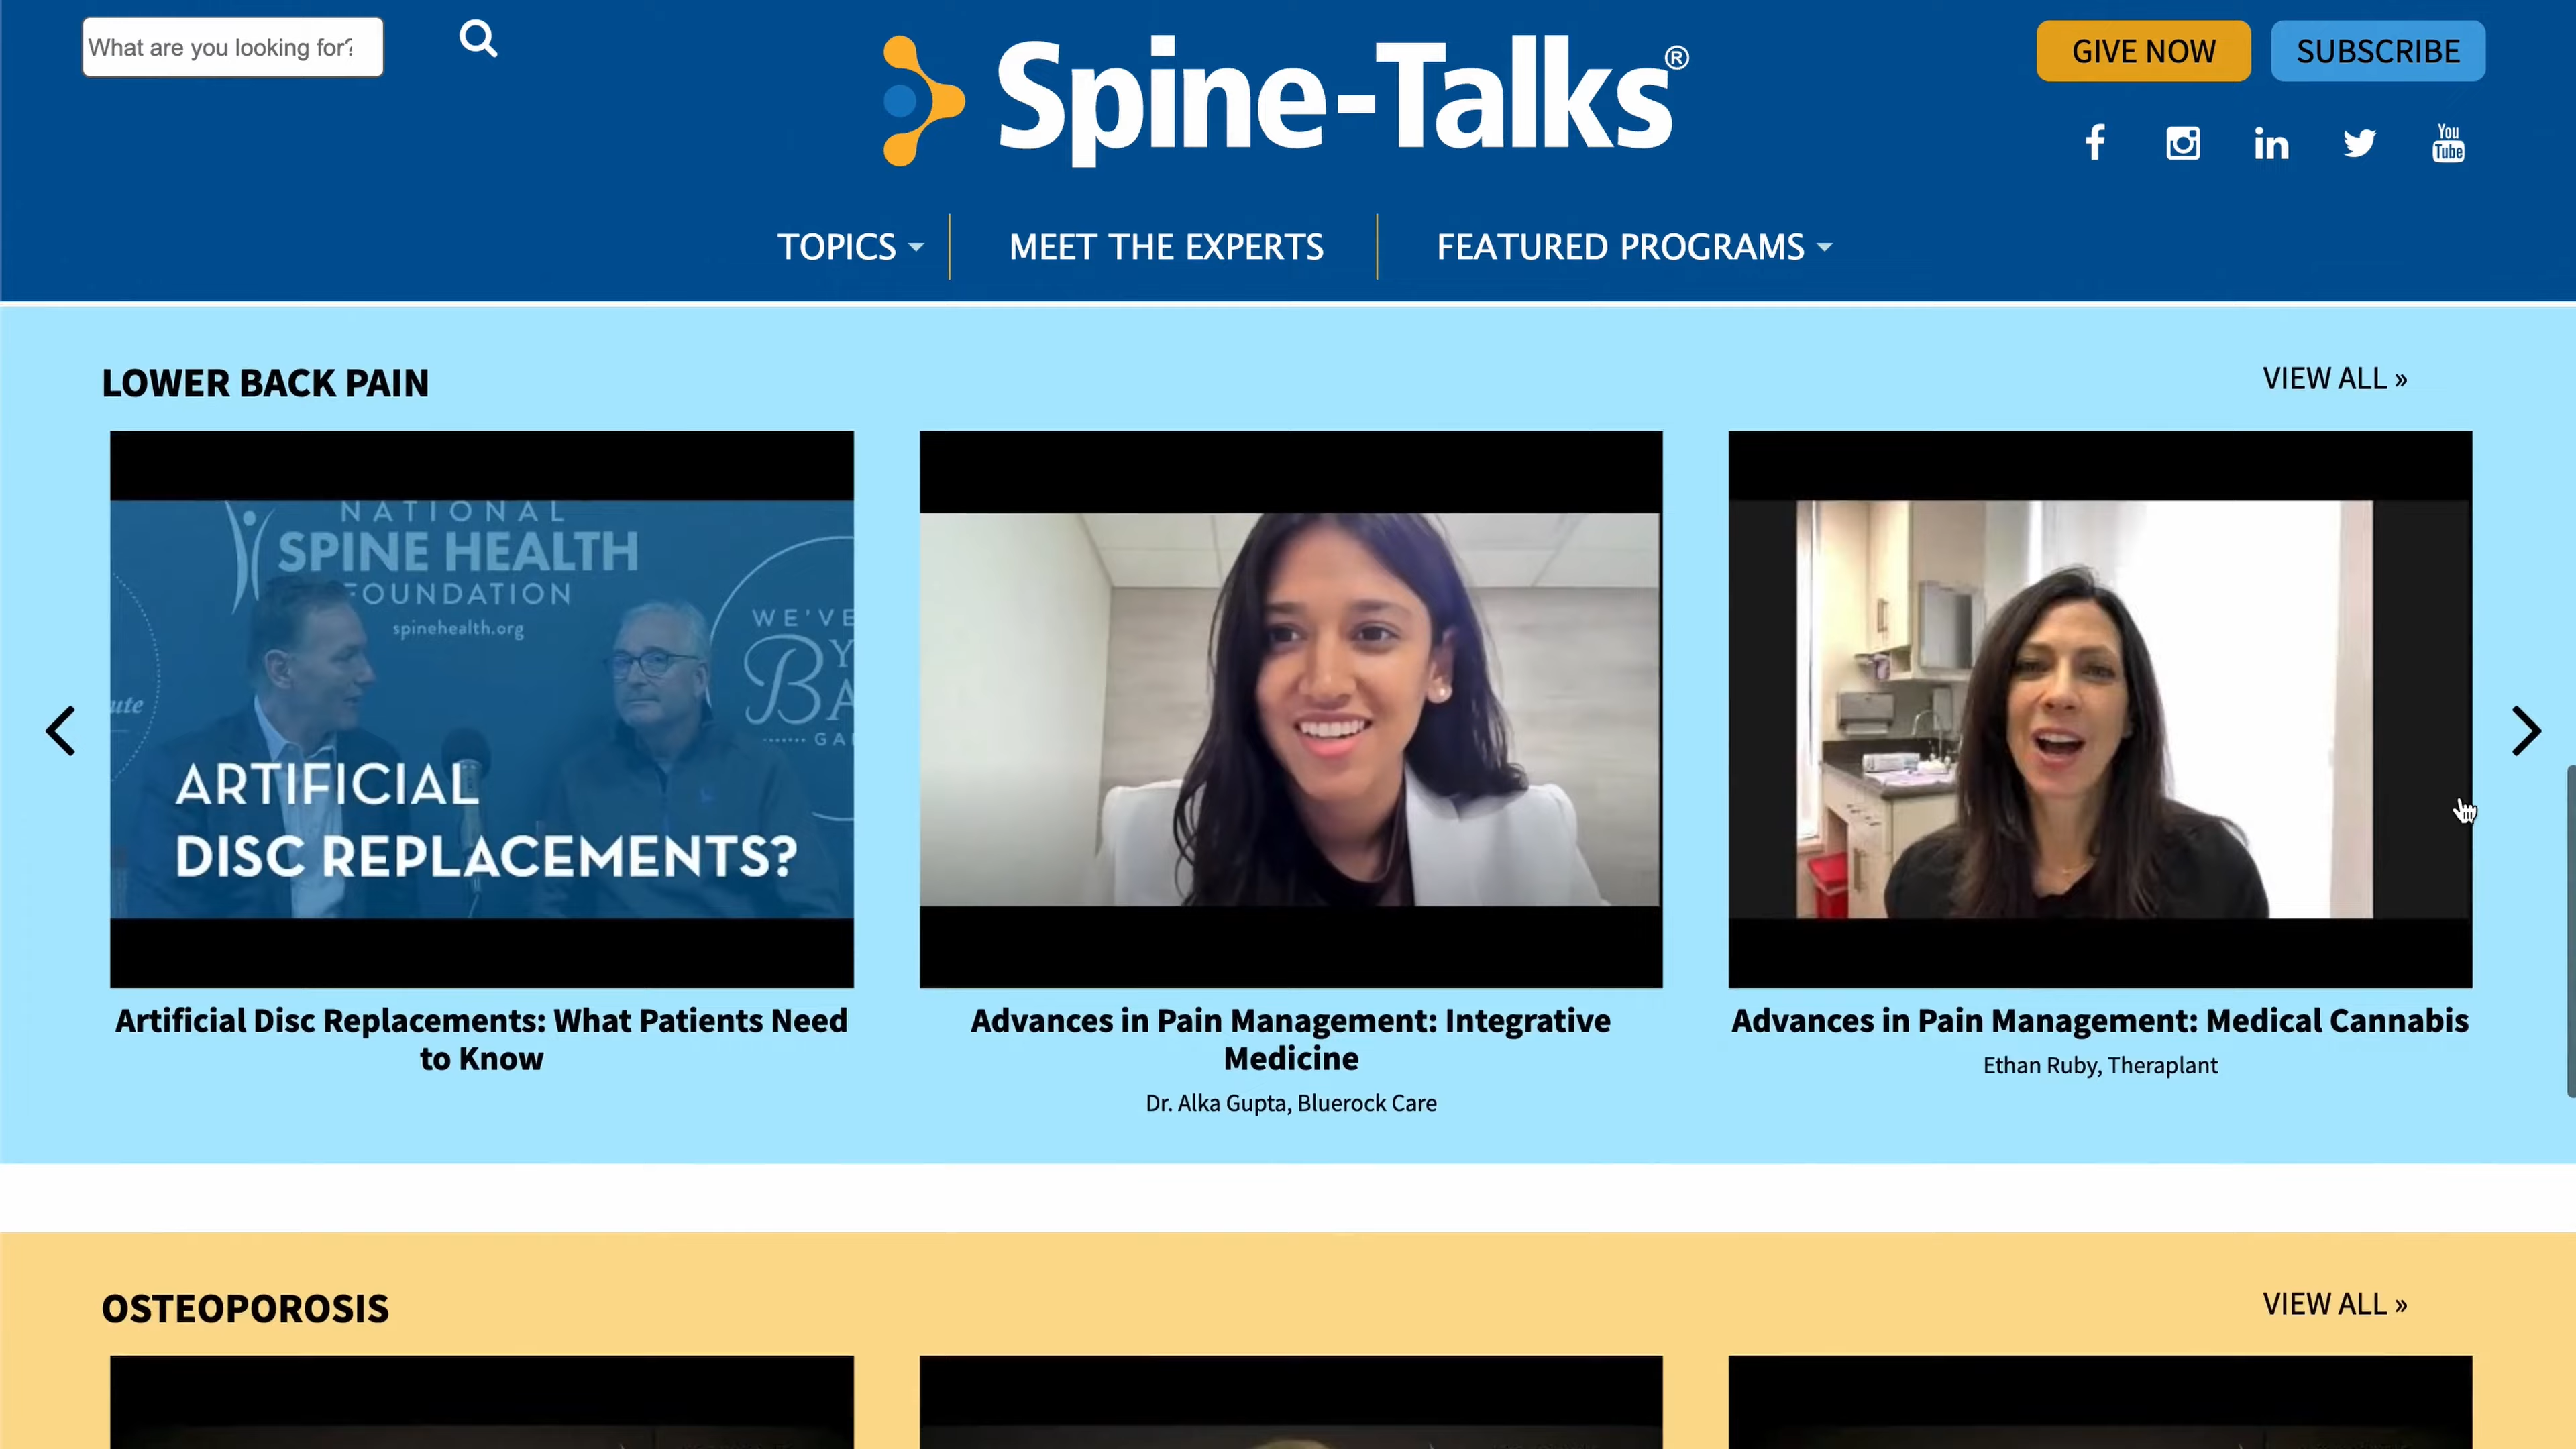 What are you looking for?
Spine-Talks®
GIVE NOW
SUBSCRIBE
You
Tube
TOPICS
MEET THE EXPERTS
FEATURED PROGRAMS
LOWER BACK PAIN
VIEW ALL »
NATIONAL
SPINE HEALTH
FOUNDATION
spinehealth.org
WE'VE
ute
ARTIFICIAL
DISC REPLACEMENTS?
Artificial Disc Replacements: What Patients Need
to Know
Advances in Pain Management: Integrative
Medicine
Dr. Alka Gupta, Bluerock Care
Advances in Pain Management: Medical Cannabis
Ethan Ruby, Theraplant
OSTEOPOROSIS
VIEW ALL »